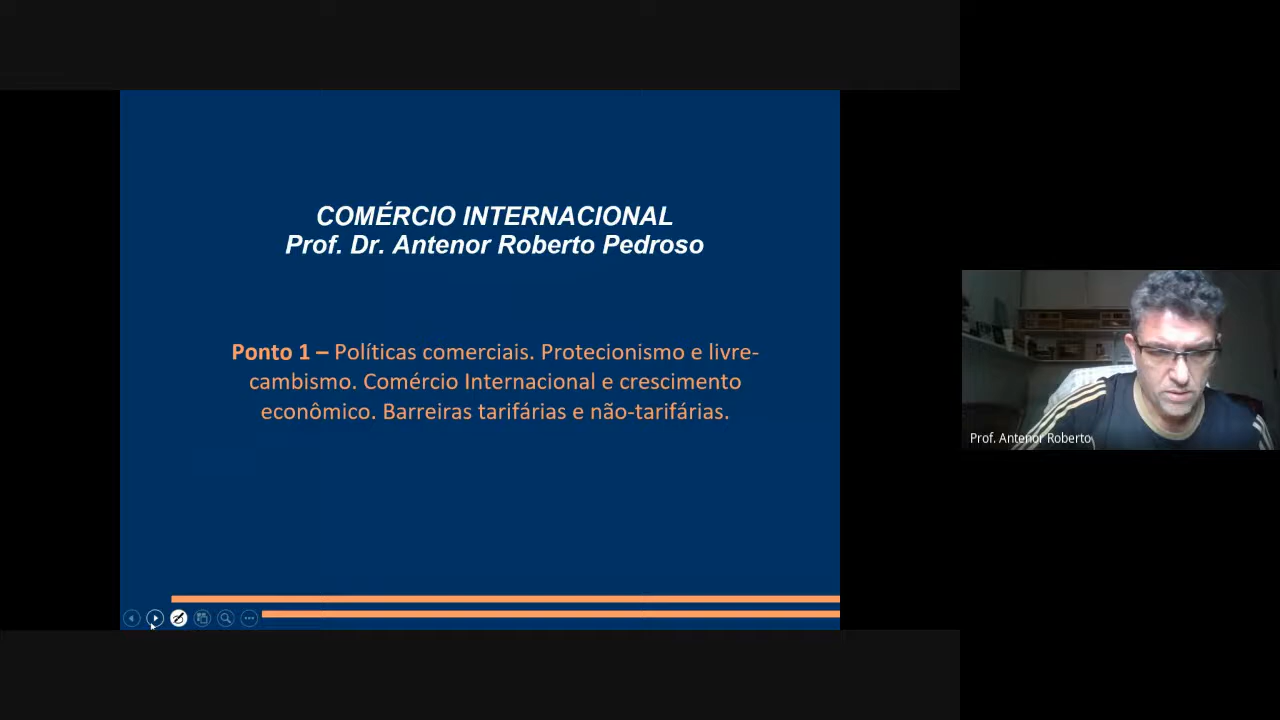 COMÉRCIO INTERNACIONAL
Prof. Dr. Antenor Roberto Pedroso
Ponto 1 – Políticas comerciais. Protecionismo e livre-
cambismo. Comércio Internacional e crescimento
econômico. Barreiras tarifárias e não-tarifárias.
Prof. Antenor Roberto